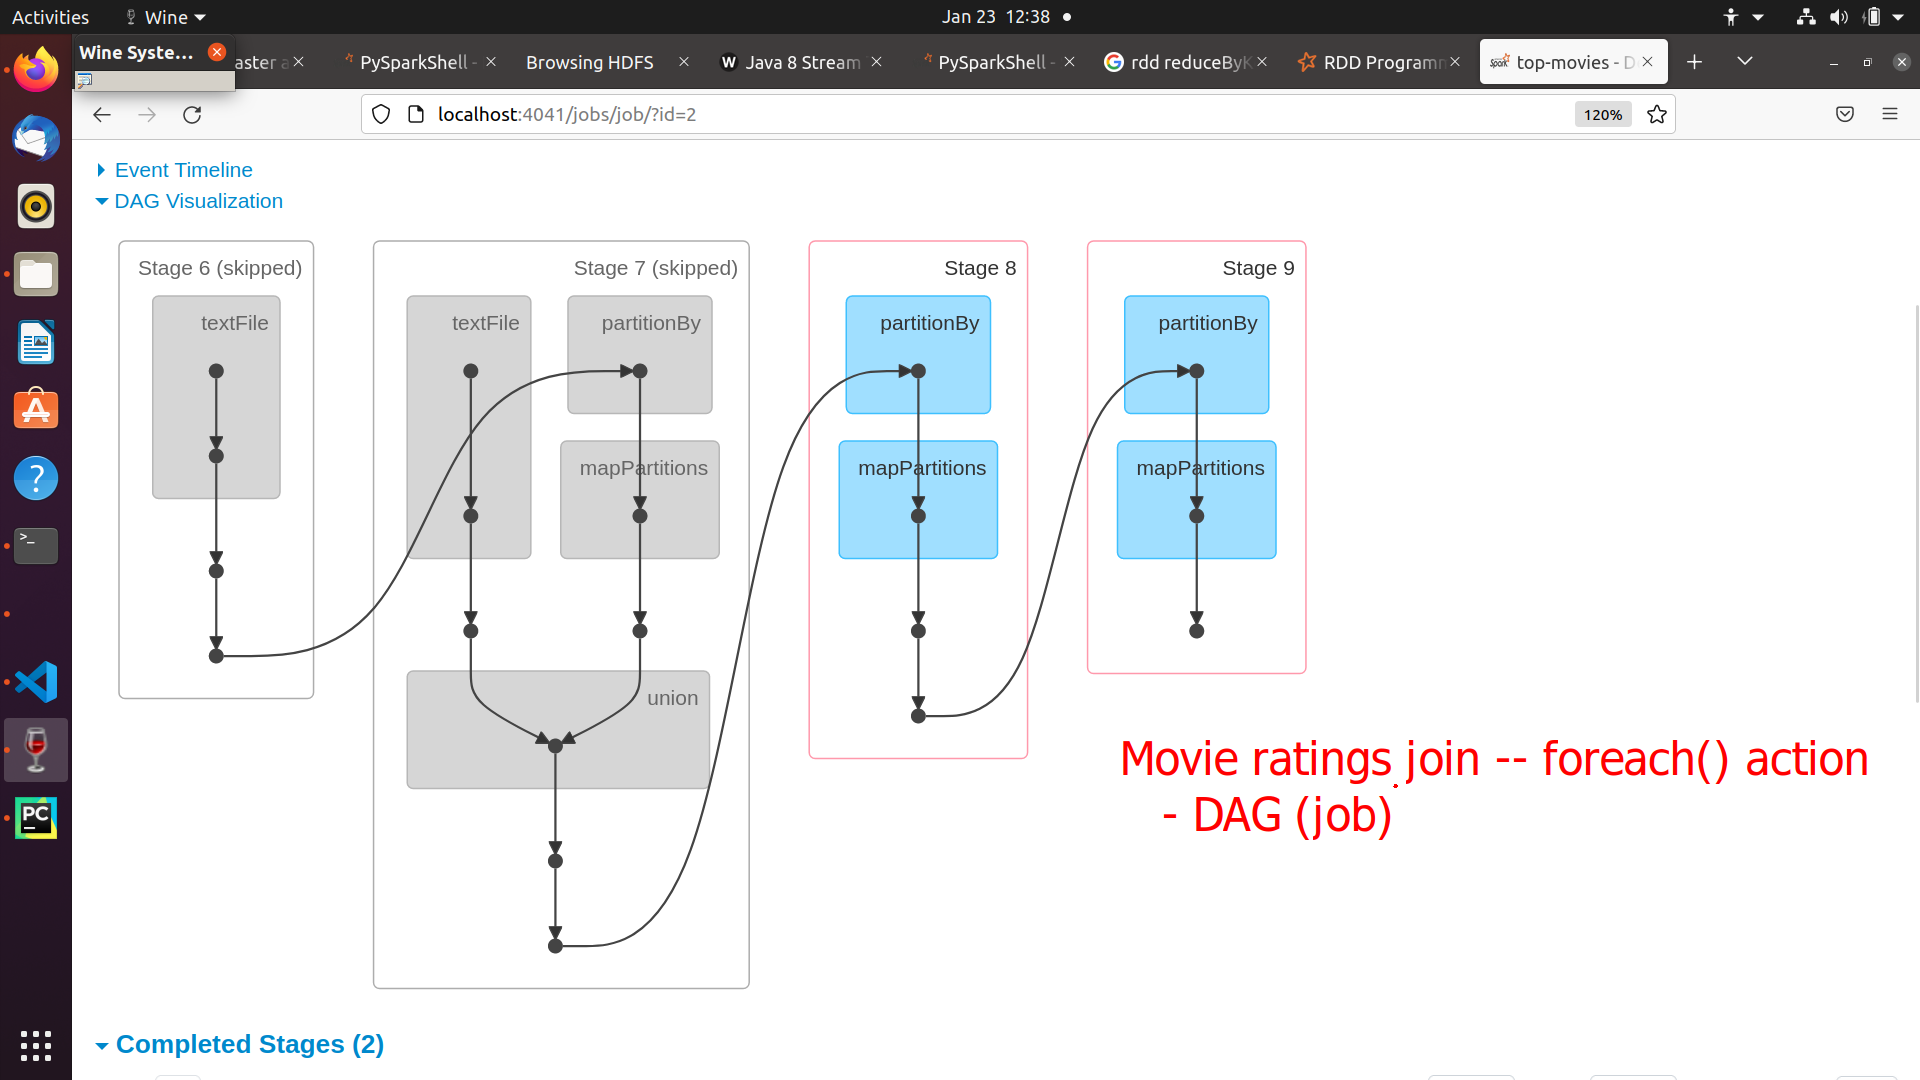 Activities
Wine
Jan 23 12:38
Wine Syste...
aster a
PySparkShell -
Browsing HDFS
W Java 8 Stream
PySparkShell -
G rdd reduceByK
RDD Programm
Spark top-movies - D
localhost:4041/jobs/job/?id=2
120%
Event Timeline
DAG Visualization
Stage 6 (skipped)
textFile
Stage 7 (skipped)
textFile
partitionBy
mapPartitions
union
Stage 8
partitionBy
mapPartitions
Stage 9
partitionBy
mapPartitions
Movie ratings join -- foreach() action
- DAG (job)
Completed Stages (2)
PC